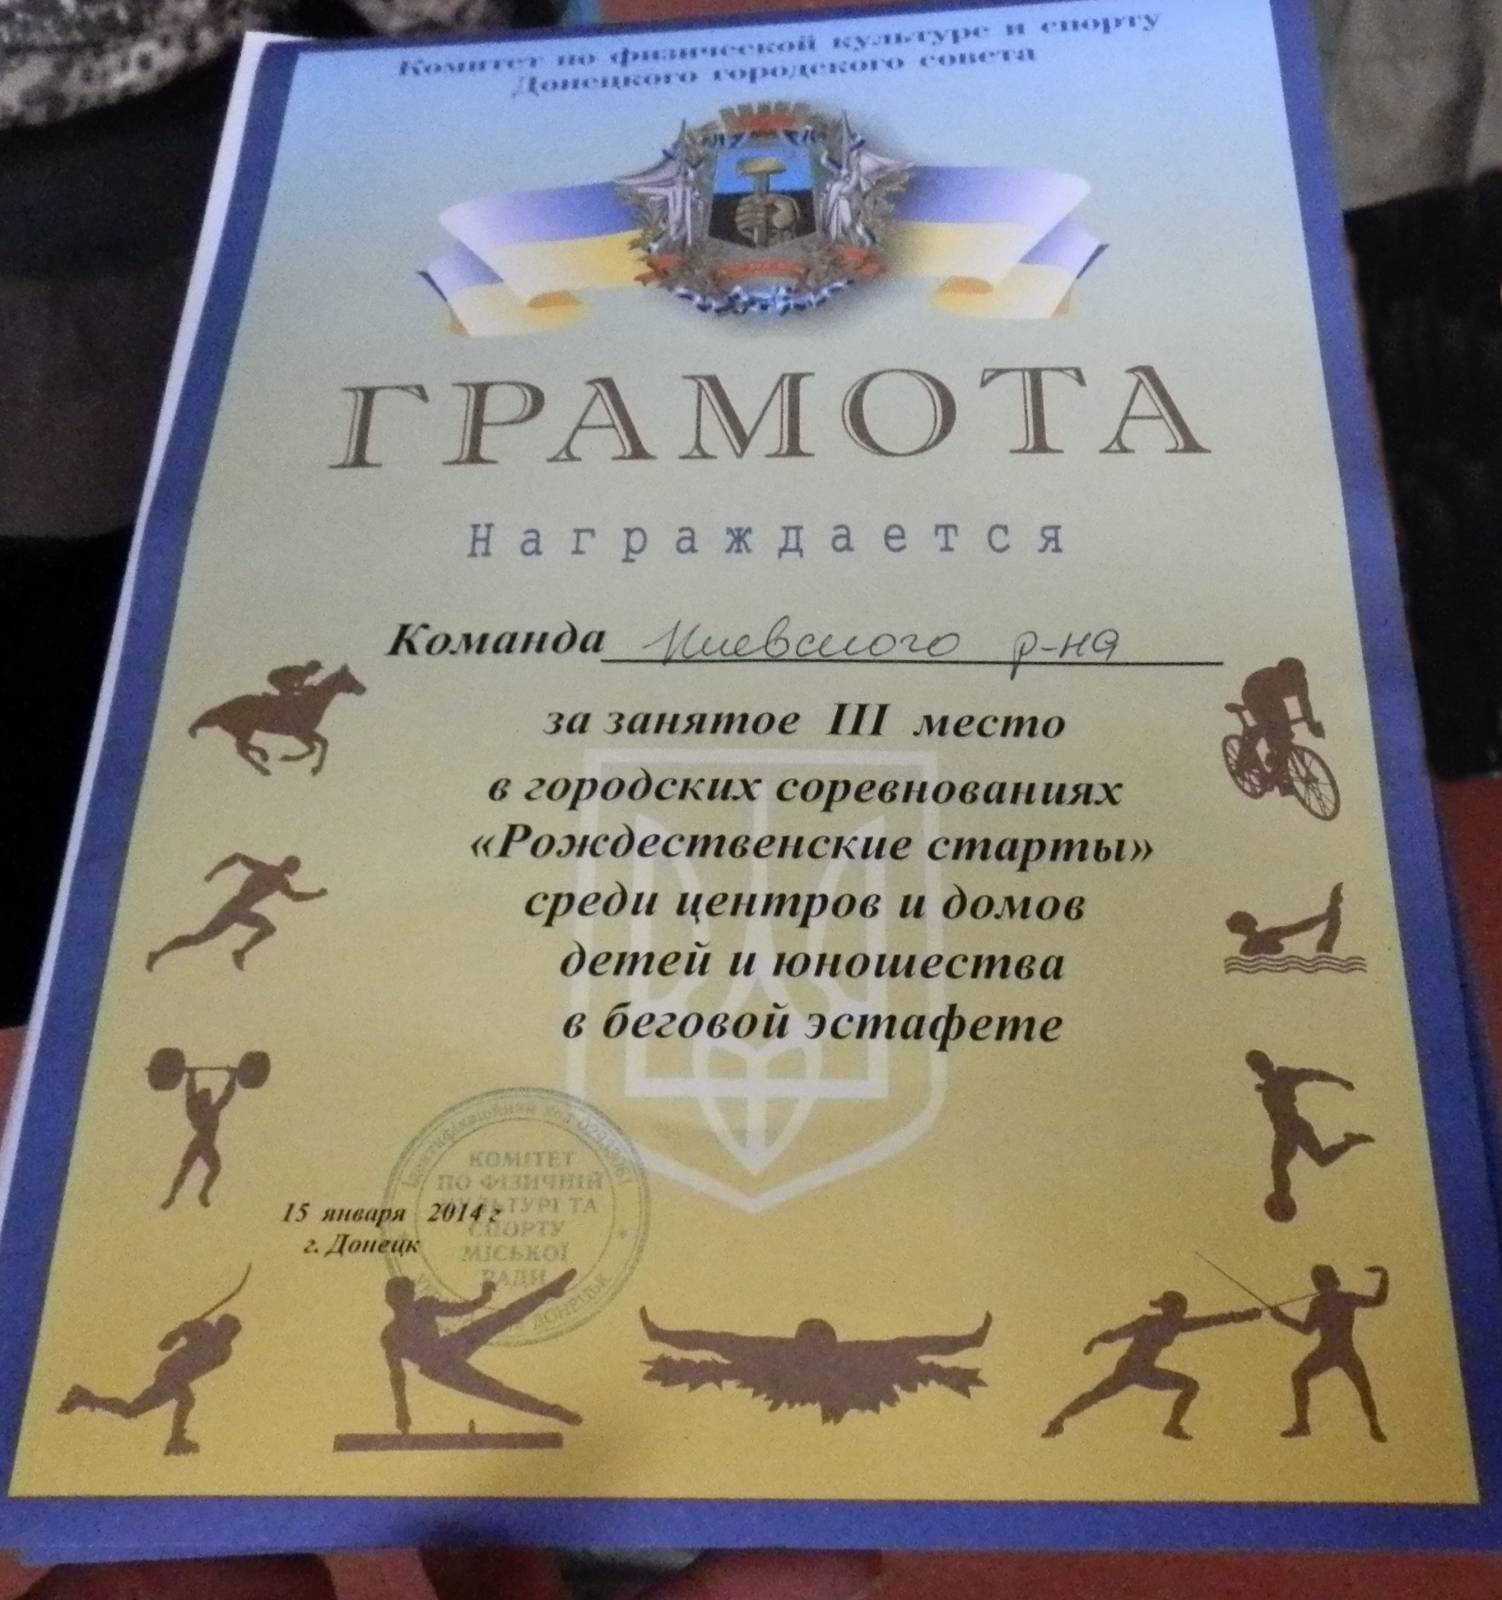 Комитет по физической культуре и спорту
Донецкого городского совета
ГРАМОТА
Награждается
Команда Киевского р-на
за занятое III место
в городских соревнованиях
«Рождественские старты»
среди центров и домов
детей и юношества
в беговой эстафете
15 января 2014 г
г. Донецк
Ідентифікаційний код
КОМІТЕТ
ПО ФІЗИЧНІЙ
КУЛЬТУРІ ТА
СПОРТУ
МІСЬКОЇ
РАДИ